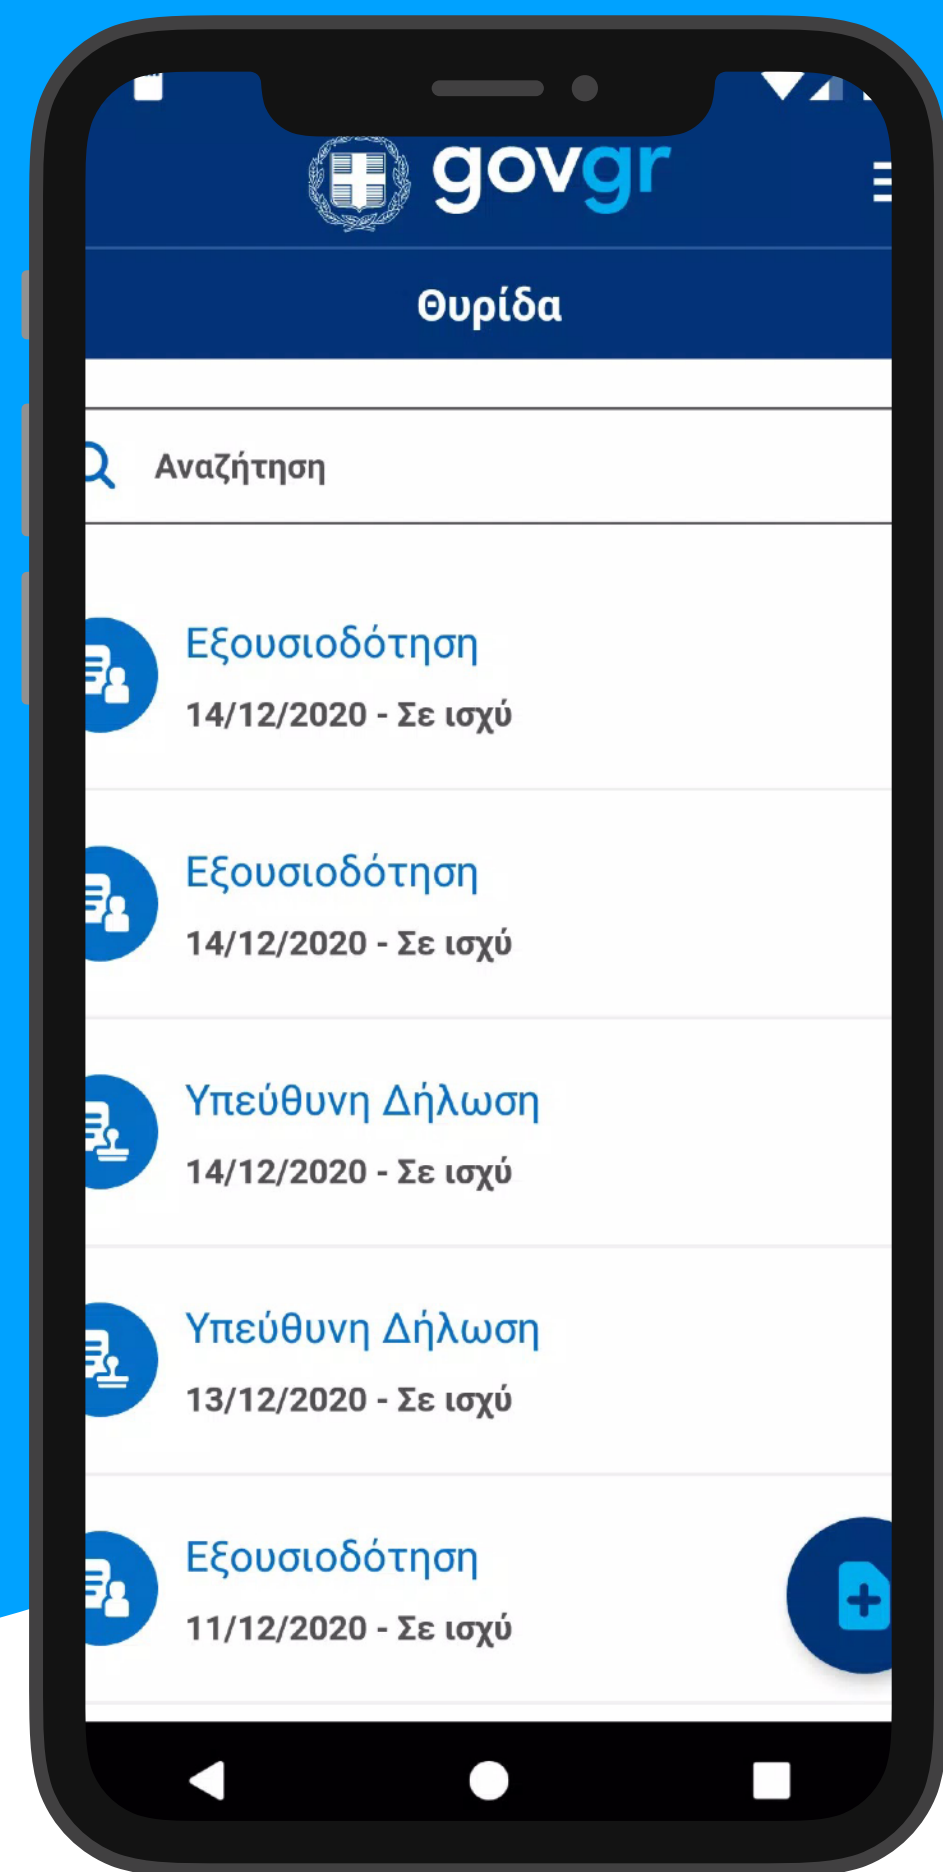 govgr
Θυρίδα
Αναζήτηση
Εξουσιοδότηση
14/12/2020 - Σε ισχύ
Εξουσιοδότηση
14/12/2020 - Σε ισχύ
Υπεύθυνη Δήλωση
14/12/2020 - Σε ισχύ
Υπεύθυνη Δήλωση
13/12/2020 - Σε ισχύ
Εξουσιοδότηση
11/12/2020 - Σε ισχύ